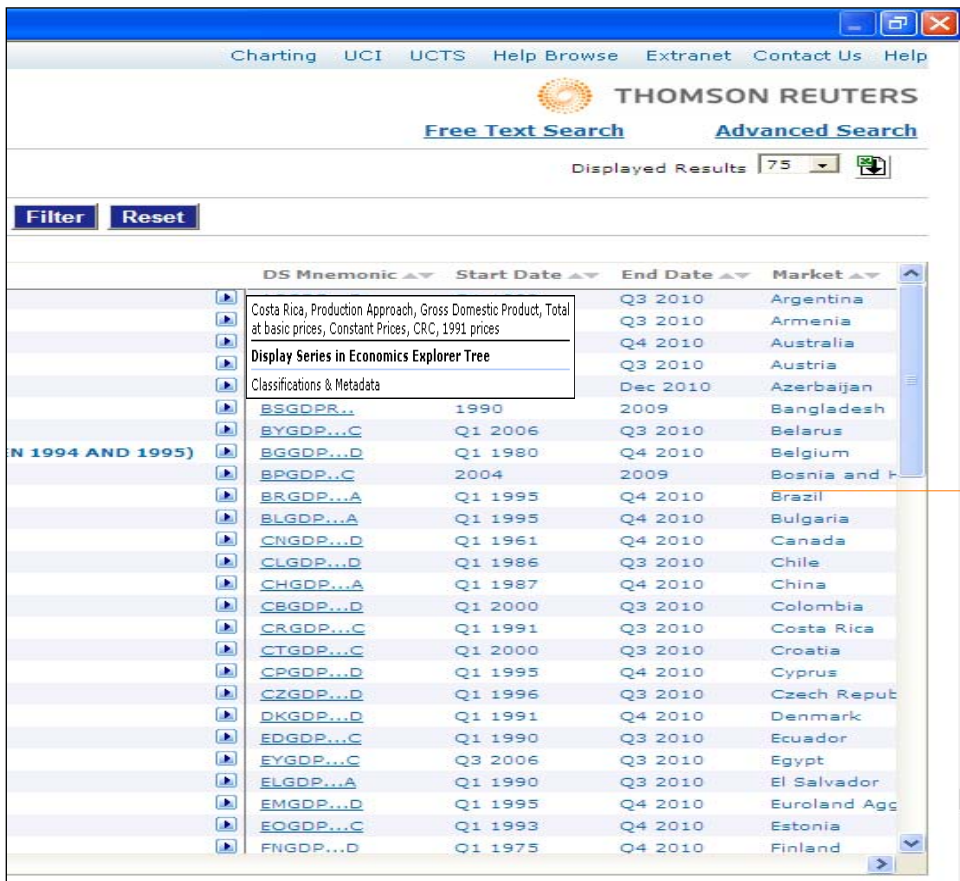 Charting UCI UCTS Help Browse Extranet Contact Us Help
THOMSON REUTERS
Free Text Search Advanced Search
Displayed Results 75
Filter Reset
DS Mnemonic Start Date End Date Market
Q3 2010 Argentina
Costa Rica, Production Approach, Gross Domestic Product, Total
at basic prices, Constant Prices, CRC, 1991 prices
Q3 2010 Armenia
Q4 2010 Australia
Display Series in Economics Explorer Tree
Q3 2010 Austria
Classifications & Metadata
Dec 2010 Azerbaijan
BSGDPR.. 1990 2009 Bangladesh
BYGDP...C Q1 2006 Q3 2010 Belarus
N 1994 AND 1995) BGGDP...D Q1 1980 Q4 2010 Belgium
BPGDP..C 2004 2009 Bosnia and H
BRGDP...A Q1 1995 Q4 2010 Brazil
BLGDP...A Q1 1995 Q4 2010 Bulgaria
CNGDP...D Q1 1961 Q4 2010 Canada
CLGDP...D Q1 1986 Q3 2010 Chile
CHGDP...A Q1 1987 Q4 2010 China
CBGDP...D Q1 2000 Q3 2010 Colombia
CRGDP...C Q1 1991 Q3 2010 Costa Rica
CTGDP...C Q1 2000 Q3 2010 Croatia
CPGDP...D Q1 1995 Q4 2010 Cyprus
CZGDP...D Q1 1996 Q3 2010 Czech Repub
DKGDP...D Q1 1991 Q4 2010 Denmark
EDGDP...C Q1 1990 Q3 2010 Ecuador
EYGDP...C Q3 2006 Q3 2010 Egypt
ELGDP...A Q1 1990 Q3 2010 El Salvador
EMGDP...D Q1 1995 Q4 2010 Euroland Agg
EOGDP...C Q1 1993 Q4 2010 Estonia
FNGDP...D Q1 1975 Q4 2010 Finland